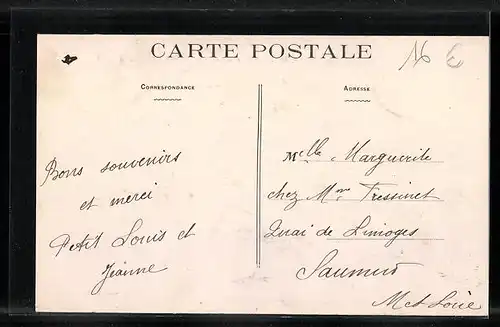 CARTE POSTALE
16 €
CORRESPONDANCE
ADRESSE
Bons souvenirs
et merci
Petit Louis et
Jeanne
Melle Marguerite
chez Mme Tressinet
Quai de Limoges
Saumur
M et Loire